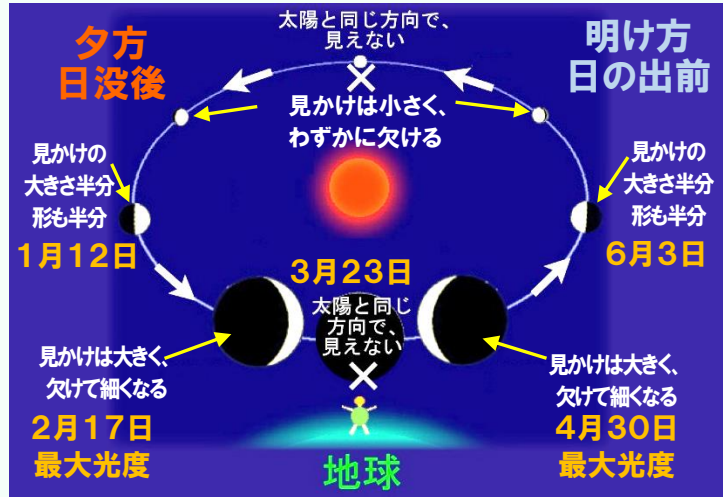 夕方
日没後
太陽と同じ方向で、
見えない
明け方
日の出前
見かけは小さく、
わずかに欠ける
見かけの
大きさ半分
形も半分
1月12日
見かけの
大きさ半分
形も半分
6月3日
3月23日
太陽と同じ
方向で、
見えない
見かけは大きく、
欠けて細くなる
2月17日
最大光度
見かけは大きく、
欠けて細くなる
4月30日
最大光度
地球